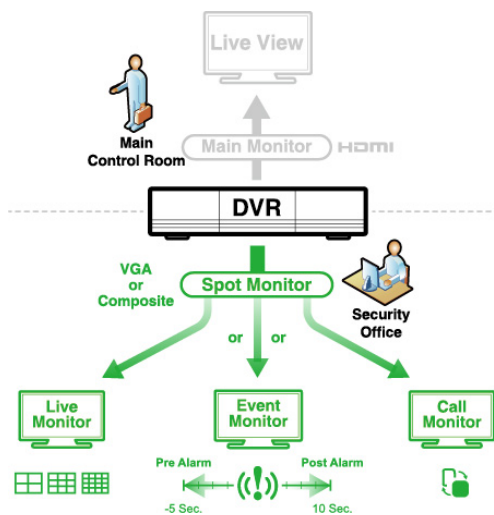 Live View
Main
Control Room
Main Monitor
HDMI
DVR
VGA
or
Composite
Spot Monitor
Security
Office
or
or
Live
Monitor
Event
Monitor
Call
Monitor
Pre Alarm
Post Alarm
-5 Sec.
10 Sec.